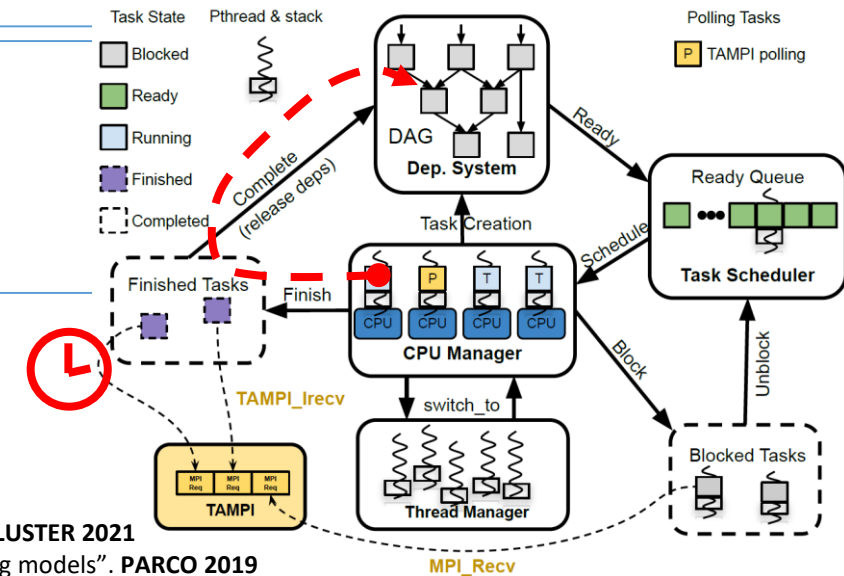 Task State
Pthread & stack
Polling Tasks
Blocked
Ready
Running
Finished
Completed
P
TAMPI polling
DAG
Dep. System
Ready
Complete
(release deps)
Task Creation
Ready Queue
Task Scheduler
Schedule
Finished Tasks
Finish
P
T
T
CPU
CPU
CPU
CPU
CPU Manager
Block
Unblock
TAMPI_Irecv
switch_to
MPI
Req
MPI
Req
MPI
Req
TAMPI
Thread Manager
Blocked Tasks
LUSTER 2021
g models”. PARCO 2019
MPI_Recv